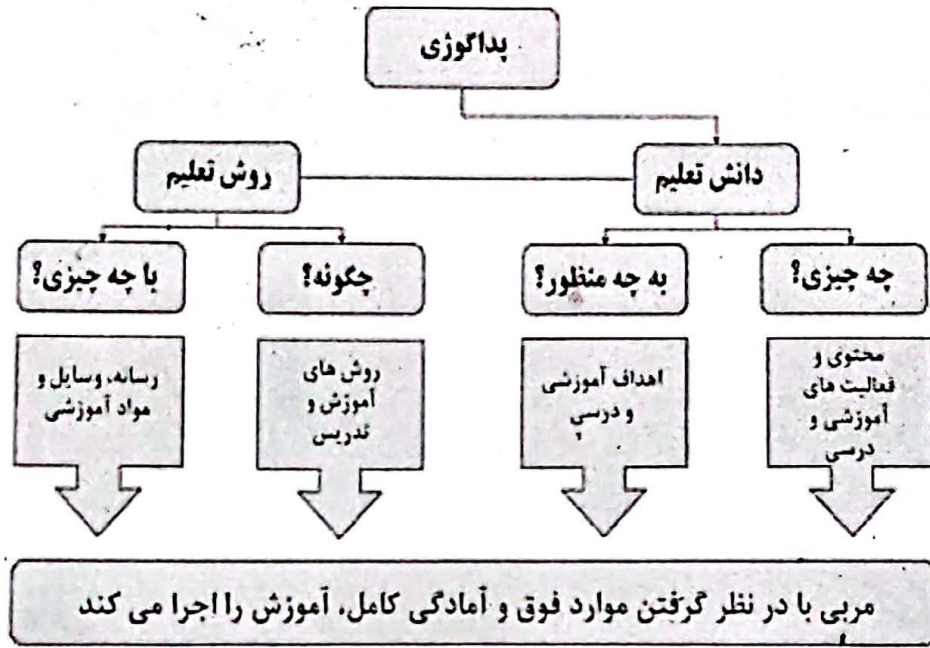 پداگوژی
دانش تعلیم
روش تعلیم
چه چیزی؟
به چه منظور؟
چگونه؟
با چه چیزی؟
محتوی و
فعالیت های
آموزشی و
درسی
اهداف آموزشی
و درسی
روش های
آموزش و
تدریس
رسانه، وسایل و
مواد آموزشی
مربی با در نظر گرفتن موارد فوق و آمادگی کامل، آموزش را اجرا می کند